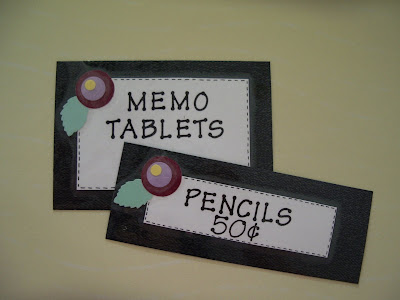 MEMO
TABLETS
PENCILS
50¢